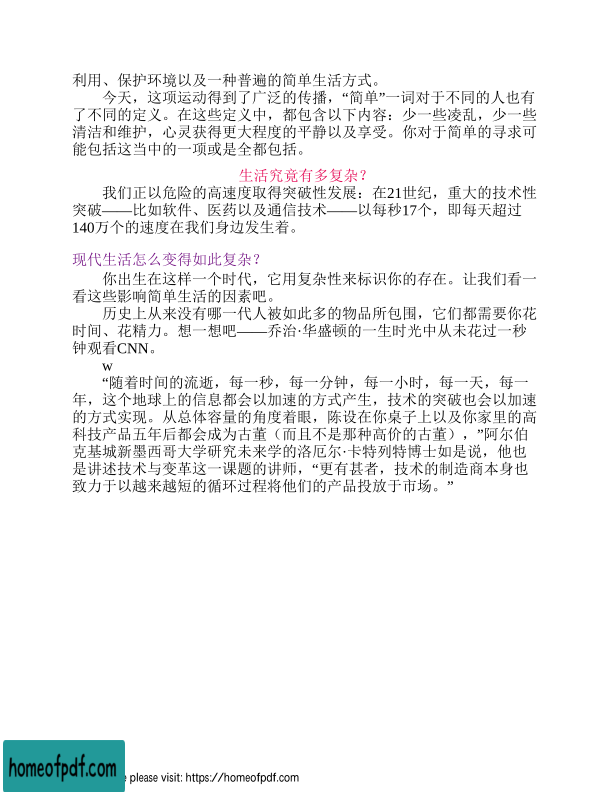 利用、保护环境以及一种普遍的简单生活方式。
今天，这项运动得到了广泛的传播，“简单”一词对于不同的人也有
了不同的定义。在这些定义中，都包含以下内容：少一些凌乱，少一些
清洁和维护，心灵获得更大程度的平静以及享受。你对于简单的寻求可
能包括这当中的一项或是全都包括。
生活究竟有多复杂？
我们正以危险的高速度取得突破性发展：在21世纪，重大的技术性
突破——比如软件、医药以及通信技术——以每秒17个，即每天超过
140万个的速度在我们身边发生着。
现代生活怎么变得如此复杂？
你出生在这样一个时代，它用复杂性来标识你的存在。让我们看一
看这些影响简单生活的因素吧。
历史上从来没有哪一代人被如此多的物品所包围，它们都需要你花
时间、花精力。想一想吧——乔治·华盛顿的一生时光中从未花过一秒
钟观看CNN。
w
“随着时间的流逝，每一秒，每一分钟，每一小时，每一天，每一
年，这个地球上的信息都会以加速的方式产生，技术的突破也会以加速
的方式实现。从总体容量的角度着眼，陈设在你桌子上以及你家里的高
科技产品五年后都会成为古董（而且不是那种高价的古董），”阿尔伯
克基城新墨西哥大学研究未来学的洛厄尔·卡特列特博士如是说，他也
是讲述技术与变革这一课题的讲师，“更有甚者，技术的制造商本身也
致力于以越来越短的循环过程将他们的产品投放于市场。”
homeofpdf.com
e please visit: https://homeofpdf.com